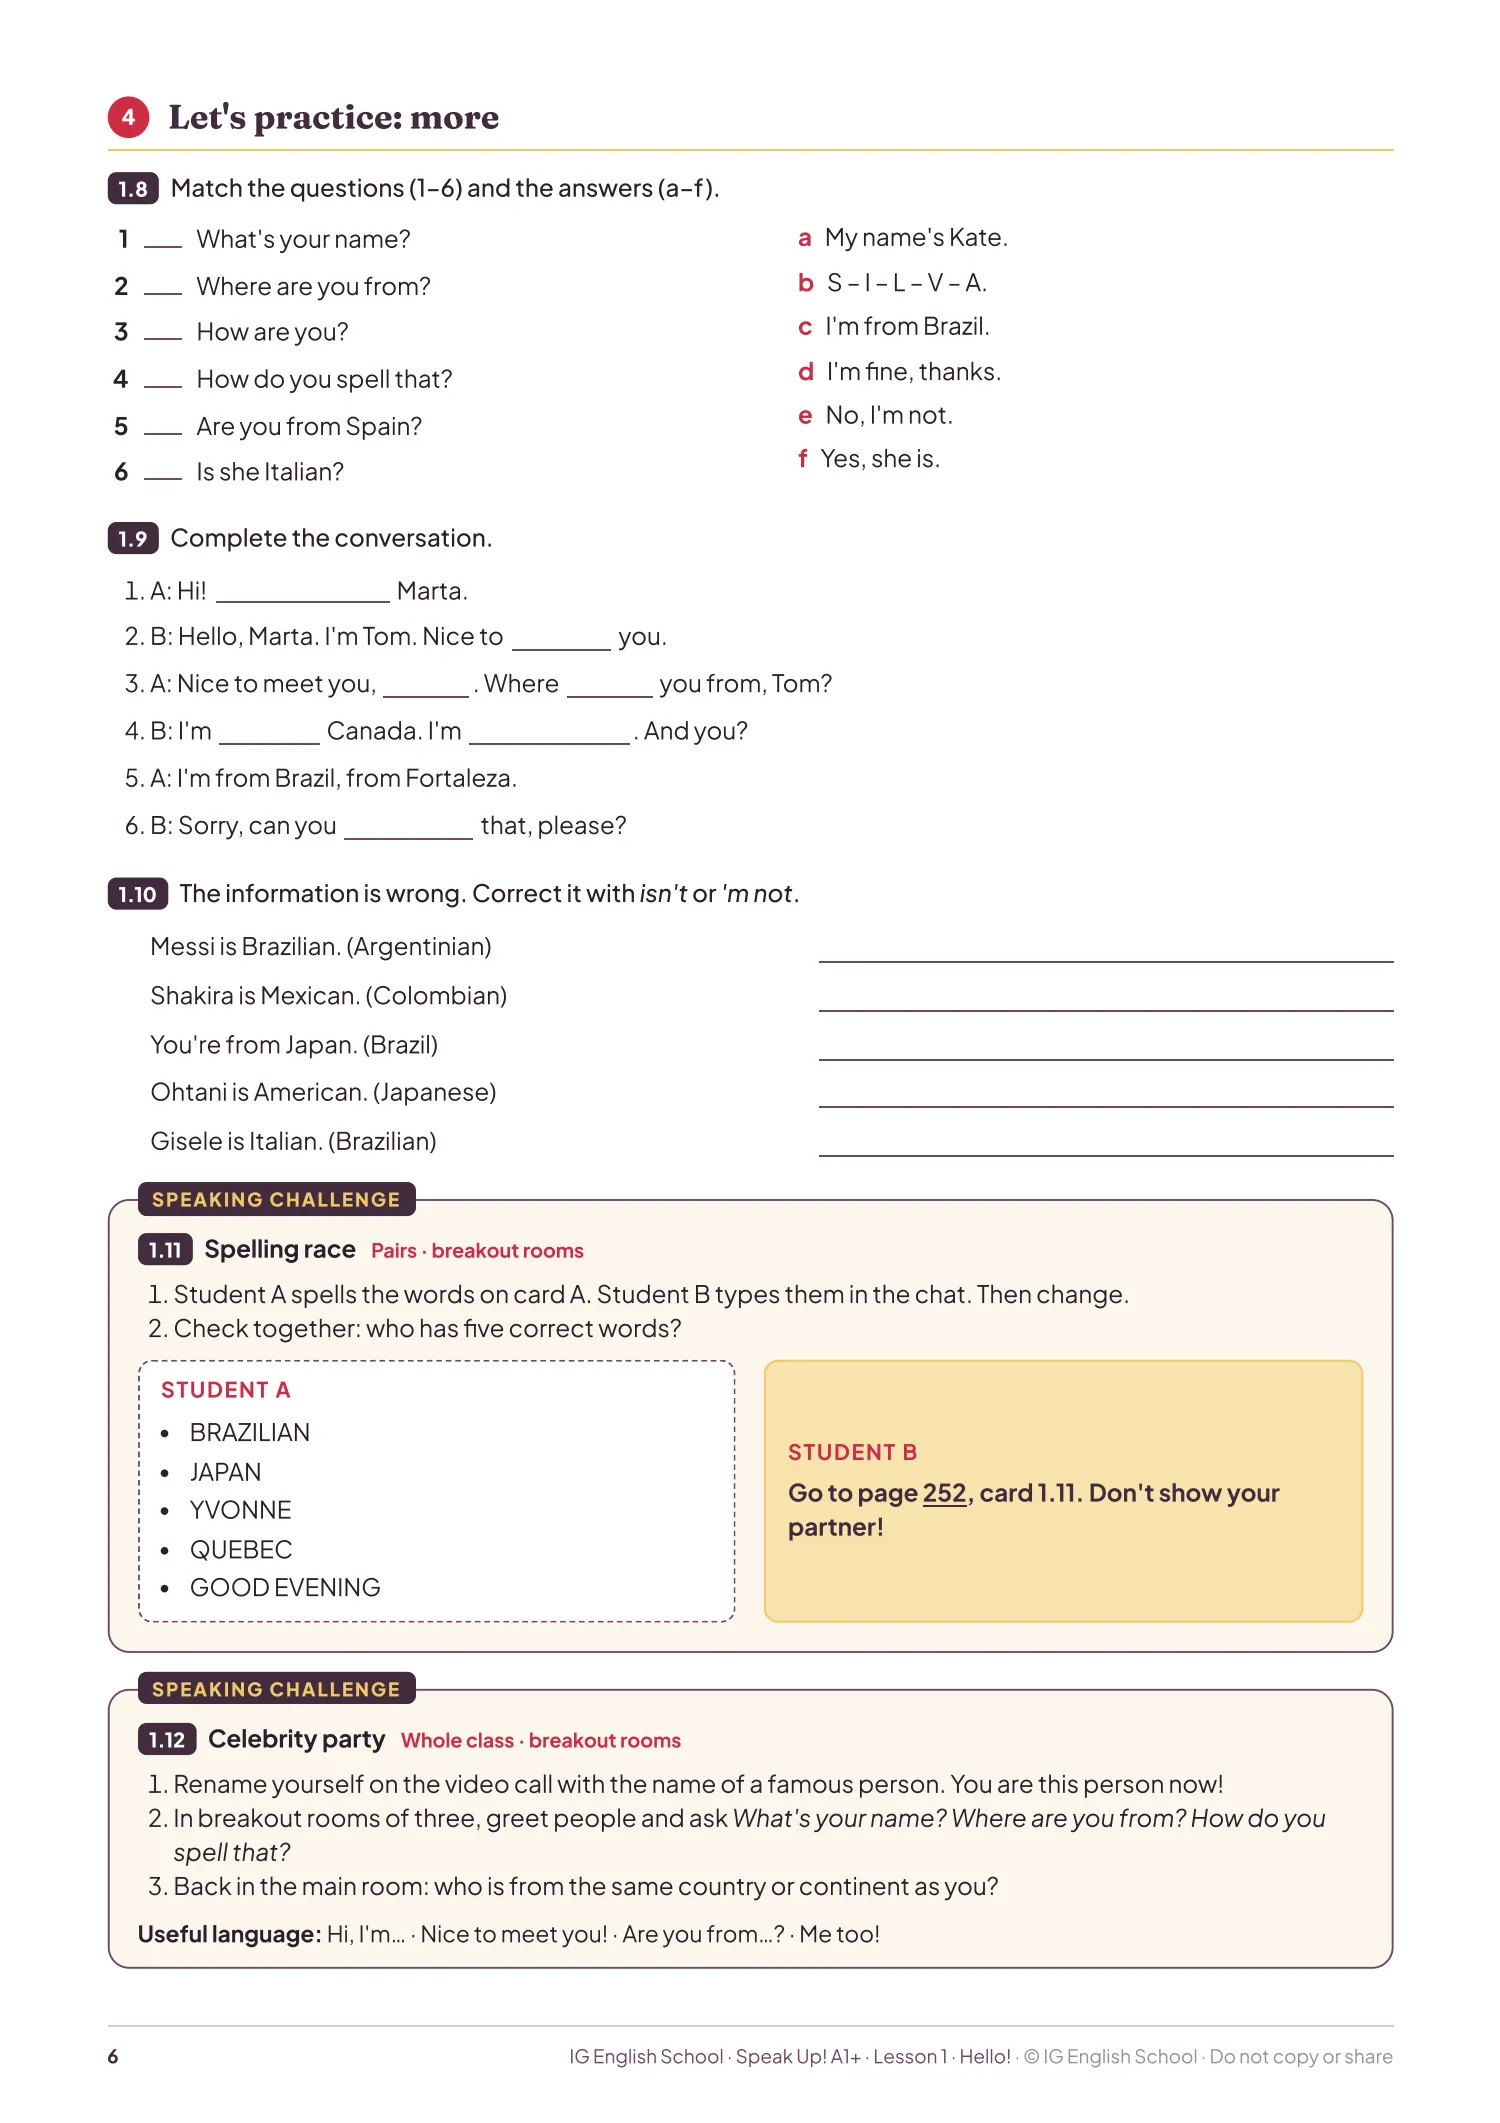 4 Let's practice: more
1.8 Match the questions (1–6) and the answers (a–f).
1 ___ What's your name?
2 ___ Where are you from?
3 ___ How are you?
4 ___ How do you spell that?
5 ___ Are you from Spain?
6 ___ Is she Italian?
a My name's Kate.
b S – I – L – V – A.
c I'm from Brazil.
d I'm fine, thanks.
e No, I'm not.
f Yes, she is.
1.9 Complete the conversation.
1. A: Hi! ______________ Marta.
2. B: Hello, Marta. I'm Tom. Nice to ________ you.
3. A: Nice to meet you, _______ . Where _______ you from, Tom?
4. B: I'm ________ Canada. I'm _____________ . And you?
5. A: I'm from Brazil, from Fortaleza.
6. B: Sorry, can you __________ that, please?
1.10 The information is wrong. Correct it with isn't or 'm not.
Messi is Brazilian. (Argentinian)
Shakira is Mexican. (Colombian)
You're from Japan. (Brazil)
Ohtani is American. (Japanese)
Gisele is Italian. (Brazilian)
SPEAKING CHALLENGE
1.11 Spelling race Pairs · breakout rooms
1. Student A spells the words on card A. Student B types them in the chat. Then change.
2. Check together: who has five correct words?
STUDENT A
• BRAZILIAN
• JAPAN
• YVONNE
• QUEBEC
• GOOD EVENING
STUDENT B
Go to page 252, card 1.11. Don't show your
partner!
SPEAKING CHALLENGE
1.12 Celebrity party Whole class · breakout rooms
1. Rename yourself on the video call with the name of a famous person. You are this person now!
2. In breakout rooms of three, greet people and ask What's your name? Where are you from? How do you
spell that?
3. Back in the main room: who is from the same country or continent as you?
Useful language: Hi, I'm... · Nice to meet you! · Are you from...? · Me too!
6 IG English School · Speak Up! A1+ · Lesson 1 · Hello! · © IG English School · Do not copy or share